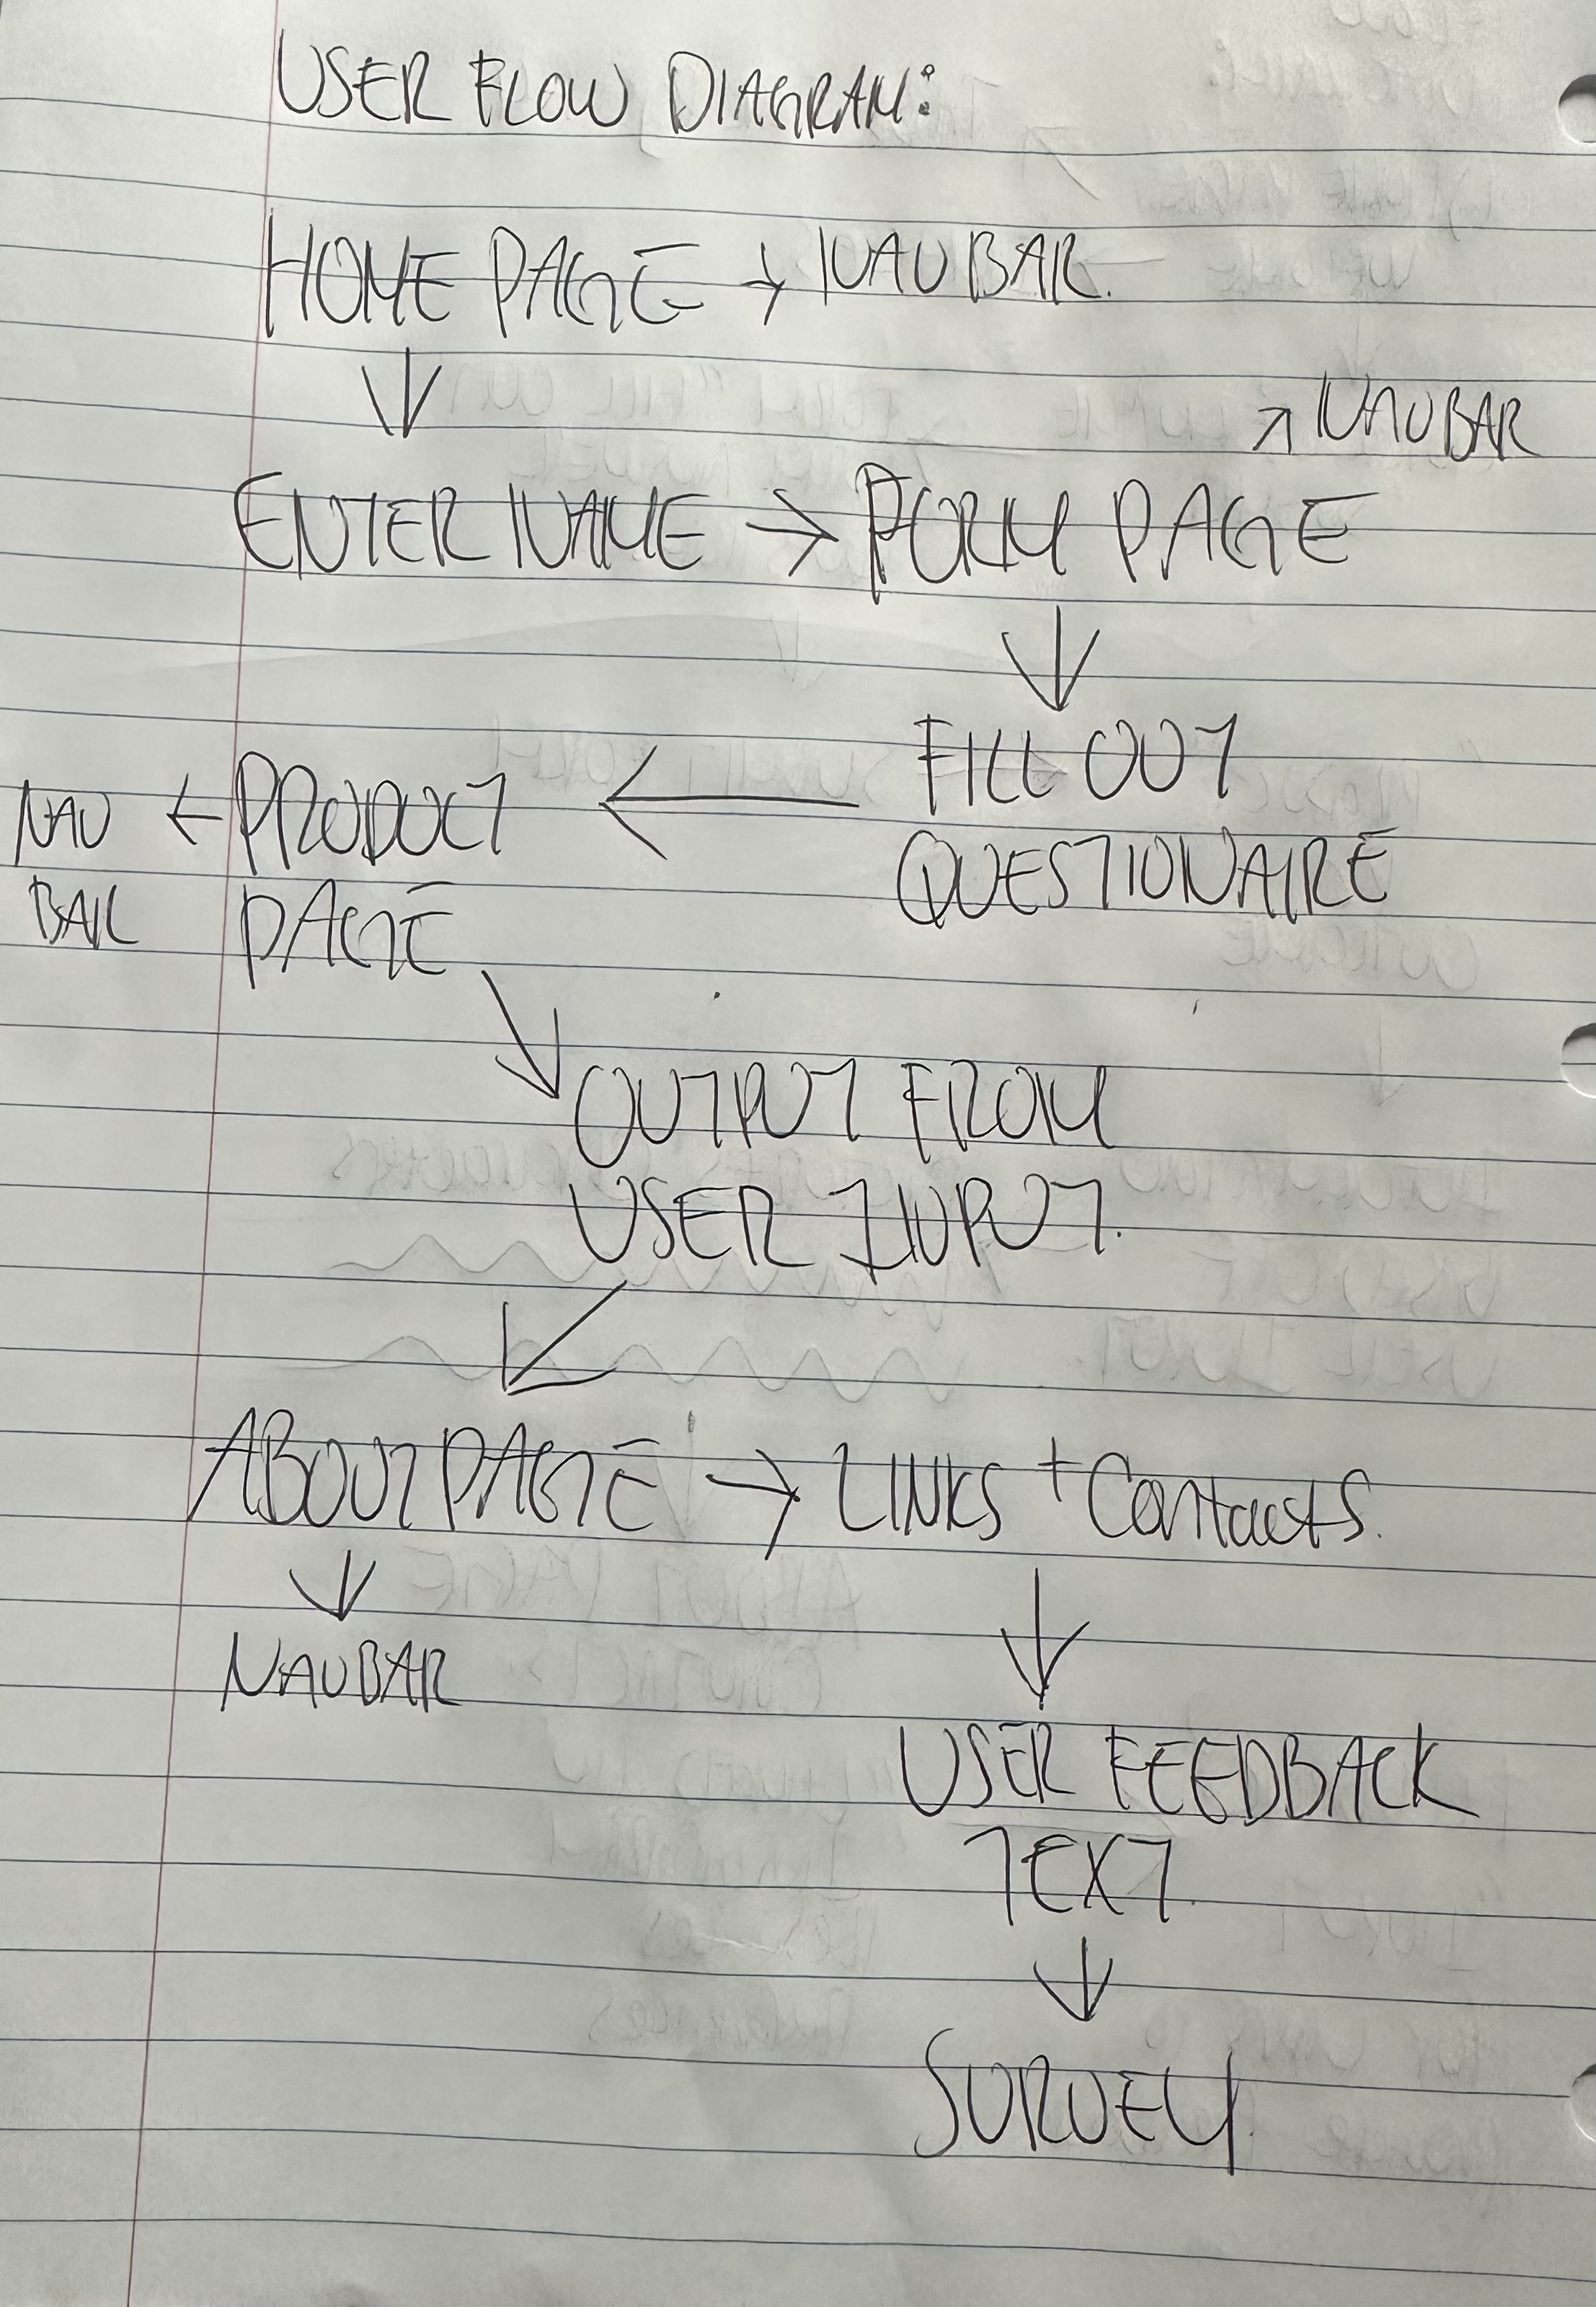 USER FLOW DIAGRAM:
HOME PAGE → NAVBAR.
↗ NAVBAR
ENTER NAME → FORM PAGE
↓
FILL OUT
QUESTIONAIRE
NAV ← PRODUCT ←
BAR PAGE
OUTPUT FROM
USER INPUT.
ABOUT PAGE → LINKS + Contacts.
NAVBAR
USER FEEDBACK
TEXT
SURVEY